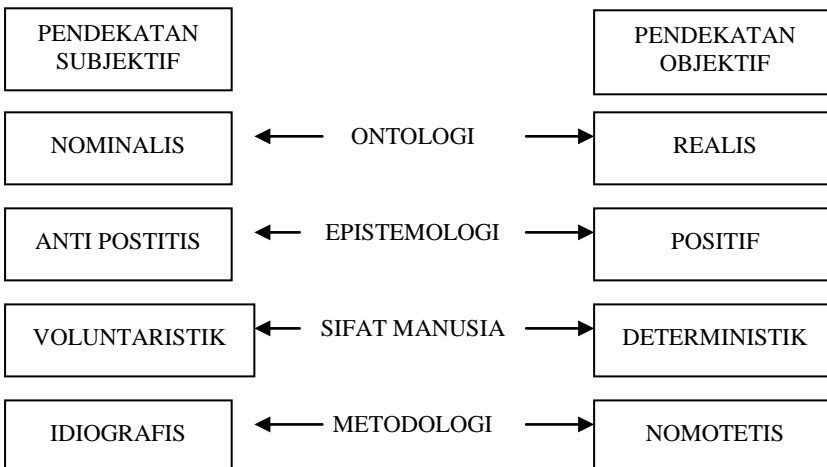 PENDEKATAN
SUBJEKTIF
PENDEKATAN
OBJEKTIF
NOMINALIS
ONTOLOGI
REALIS
ANTI POSTITIS
EPISTEMOLOGI
POSITIF
VOLUNTARISTIK
SIFAT MANUSIA
DETERMINISTIK
IDIOGRAFIS
METODOLOGI
NOMOTETIS